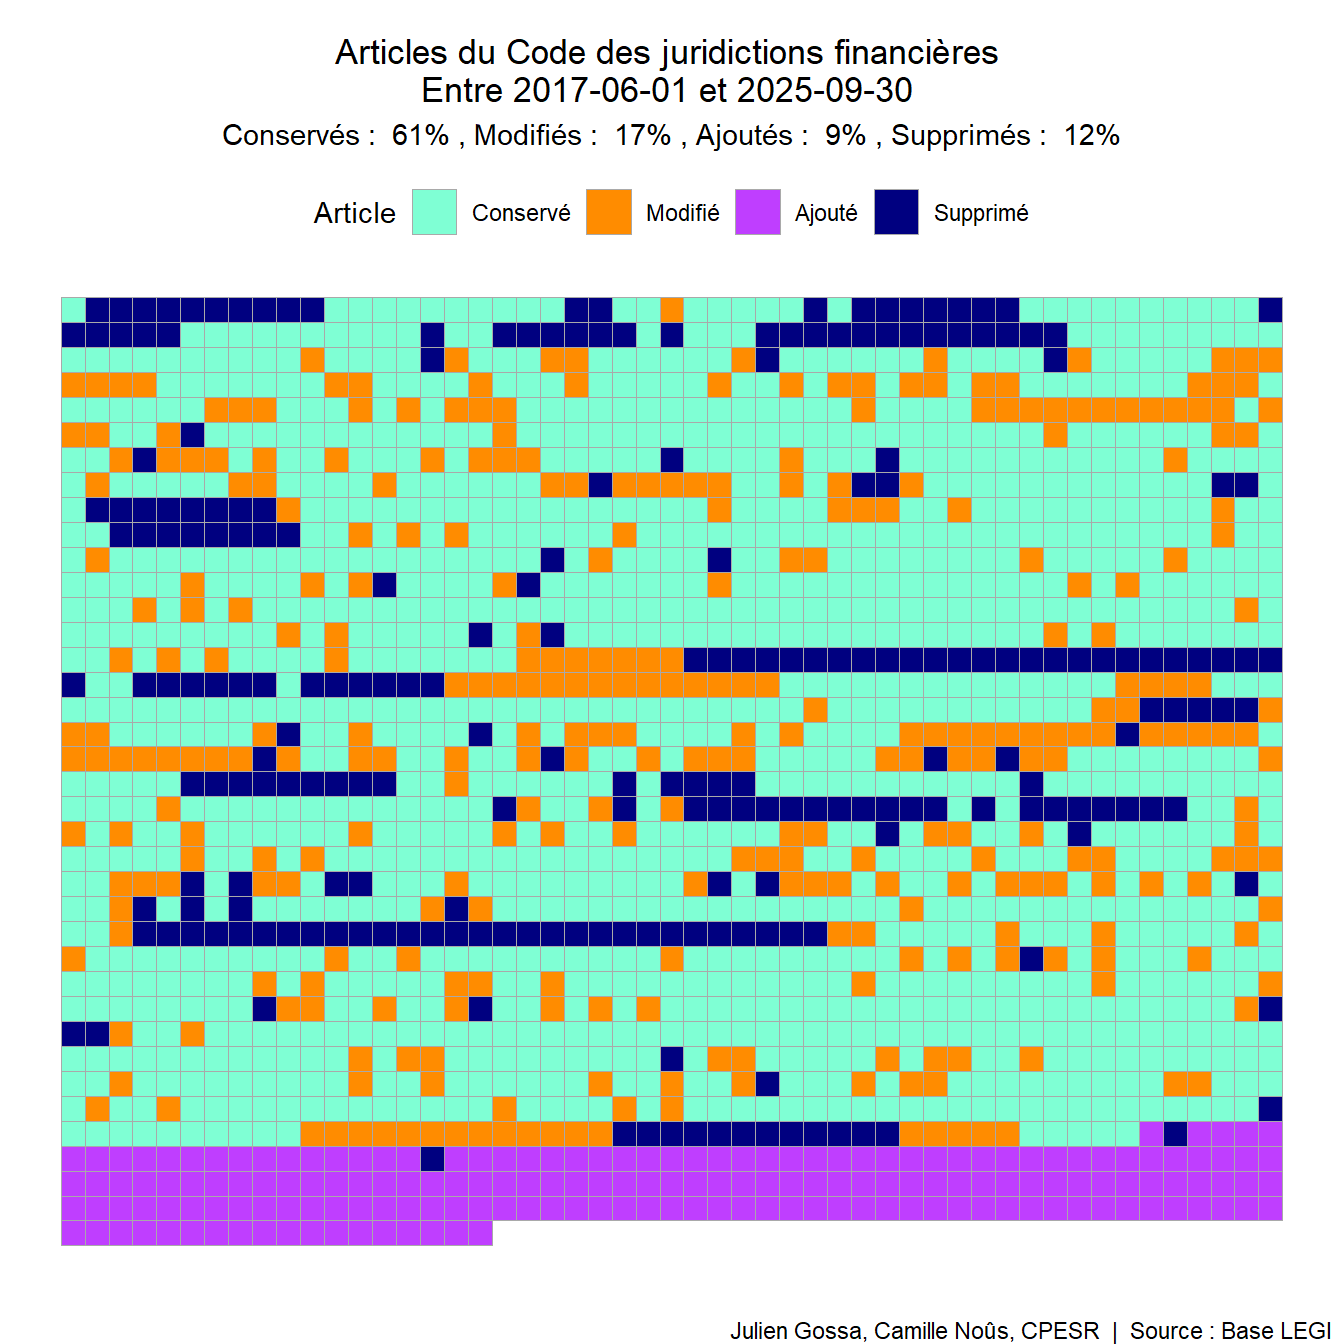 Articles du Code des juridictions financières
Entre 2017-06-01 et 2025-09-30
Conservés :  61% , Modifiés :  17% , Ajoutés :  9% , Supprimés :  12%
Article Conservé Modifié Ajouté Supprimé
Julien Gossa, Camille Noûs, CPESR | Source : Base LEGI